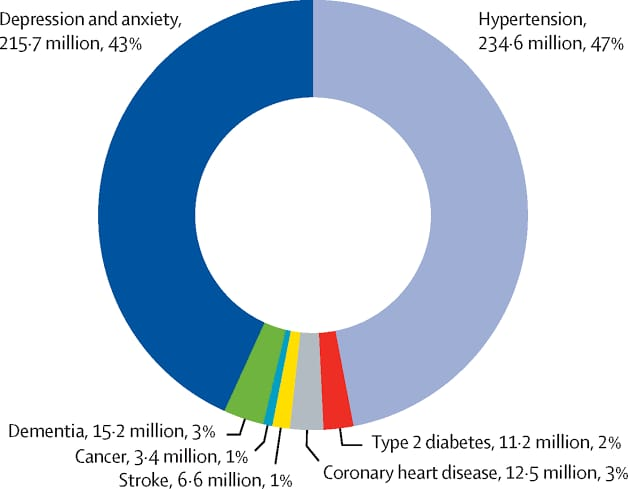 Depression and anxiety,
215·7 million, 43%
Hypertension,
234·6 million, 47%
Dementia, 15·2 million, 3%
Cancer, 3·4 million, 1%
Stroke, 6·6 million, 1%
Type 2 diabetes, 11·2 million, 2%
Coronary heart disease, 12·5 million, 3%